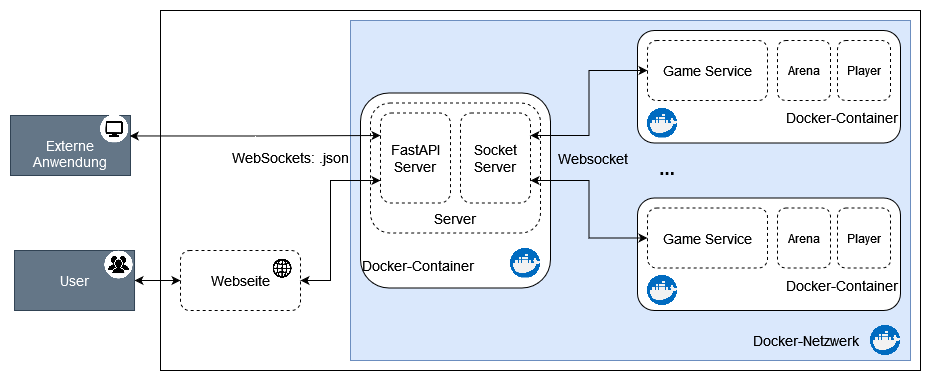 Externe
Anwendung
User
Webseite
WebSockets: .json
FastAPI
Server
Socket
Server
Server
Docker-Container
Websocket
Game Service
Arena
Player
Docker-Container
...
Game Service
Arena
Player
Docker-Container
Docker-Netzwerk